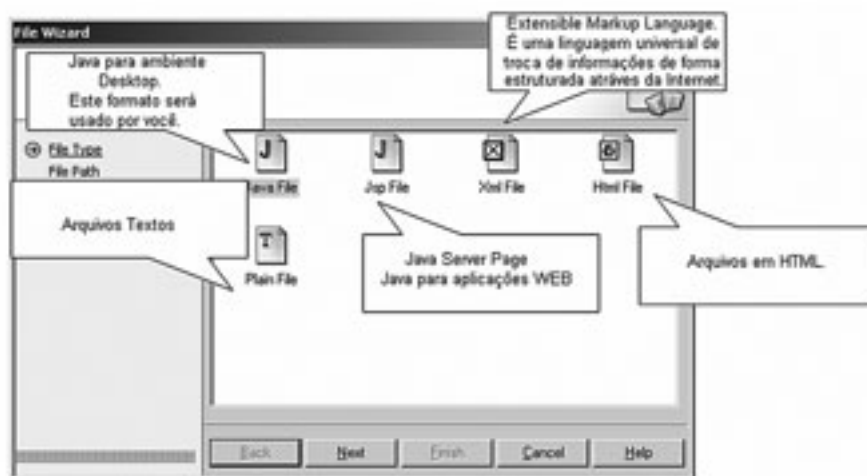 File Wizard
Java para ambiente
Desktop.
Este formato será
usado por você.
Extensible Markup Language.
É uma linguagem universal de
troca de informações de forma
estruturada atráves da Internet.
File Type
File Path
Java File
Jsp File
Xml File
Html File
Arquivos Textos
Plain File
Java Server Page
Java para aplicações WEB
Arquivos em HTML.
Back
Next
Finish
Cancel
Help